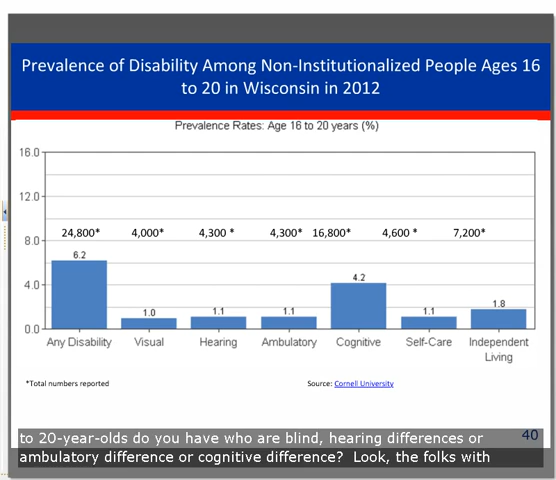 Prevalence of Disability Among Non-Institutionalized People Ages 16
to 20 in Wisconsin in 2012
Prevalence Rates: Age 16 to 20 years (%)
16.0
12.0
24,800* 4,000* 4,300 * 4,300* 16,800* 4,600 * 7,200*
8.0
6.2
4.0
4.2
1.0 1.1 1.1 1.1 1.8
0.0
Any Disability Visual Hearing Ambulatory Cognitive Self-Care Independent
Living
*Total numbers reported Source: Cornell University
40
to 20-year-olds do you have who are blind, hearing differences or
ambulatory difference or cognitive difference? Look, the folks with